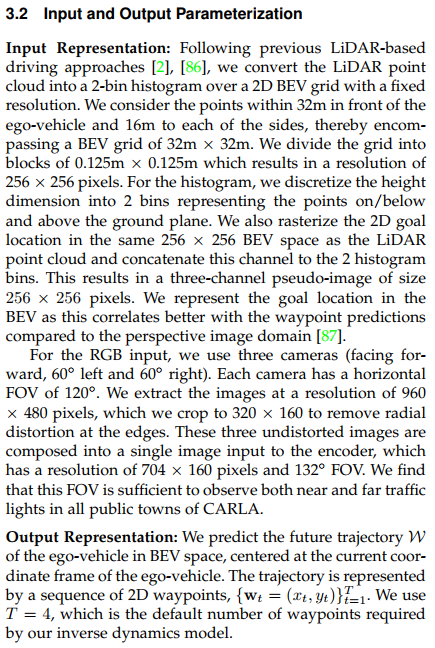 3.2 Input and Output Parameterization
Input Representation: Following previous LiDAR-based
driving approaches [2], [86], we convert the LiDAR point
cloud into a 2-bin histogram over a 2D BEV grid with a fixed
resolution. We consider the points within 32m in front of the
ego-vehicle and 16m to each of the sides, thereby encom-
passing a BEV grid of 32m × 32m. We divide the grid into
blocks of 0.125m × 0.125m which results in a resolution of
256 × 256 pixels. For the histogram, we discretize the height
dimension into 2 bins representing the points on/below
and above the ground plane. We also rasterize the 2D goal
location in the same 256 × 256 BEV space as the LiDAR
point cloud and concatenate this channel to the 2 histogram
bins. This results in a three-channel pseudo-image of size
256 × 256 pixels. We represent the goal location in the
BEV as this correlates better with the waypoint predictions
compared to the perspective image domain [87].
For the RGB input, we use three cameras (facing for-
ward, 60° left and 60° right). Each camera has a horizontal
FOV of 120°. We extract the images at a resolution of 960
× 480 pixels, which we crop to 320 × 160 to remove radial
distortion at the edges. These three undistorted images are
composed into a single image input to the encoder, which
has a resolution of 704 × 160 pixels and 132° FOV. We find
that this FOV is sufficient to observe both near and far traffic
lights in all public towns of CARLA.
Output Representation: We predict the future trajectory 𝒲
of the ego-vehicle in BEV space, centered at the current coor-
dinate frame of the ego-vehicle. The trajectory is represented
by a sequence of 2D waypoints, {w_t = (x_t, y_t)}_{t=1}^T. We use
T = 4, which is the default number of waypoints required
by our inverse dynamics model.